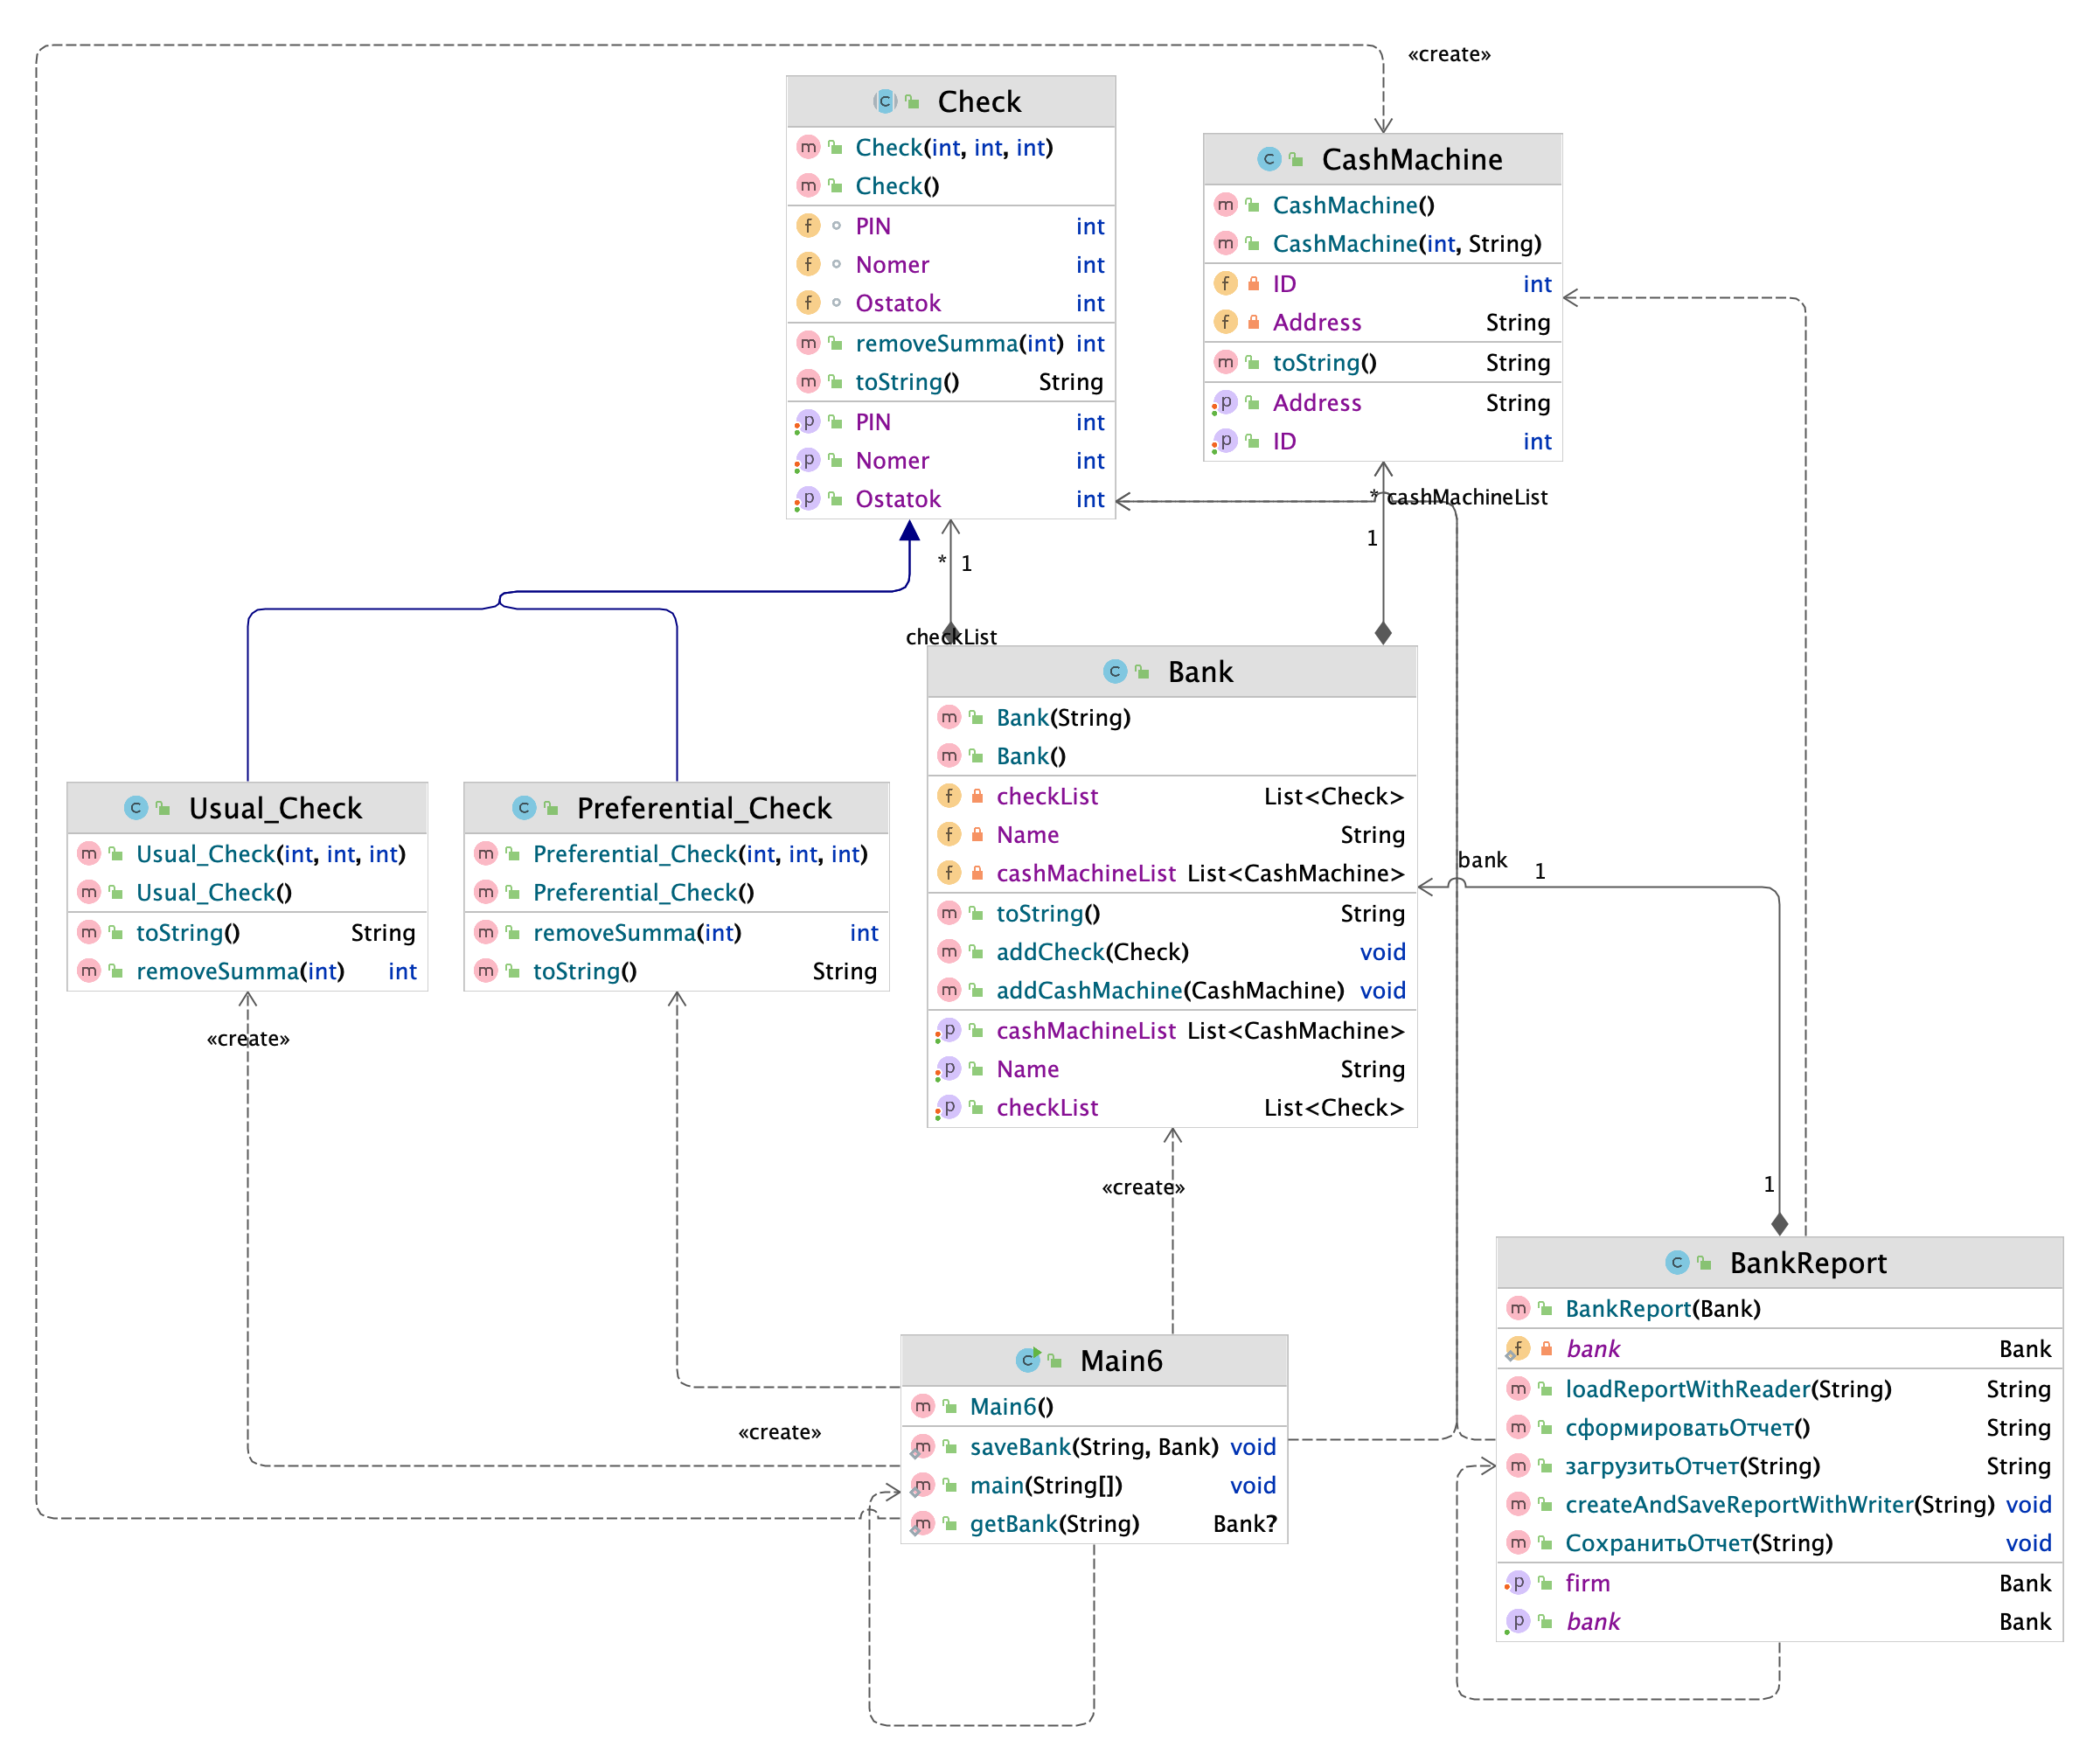 «create»
Check
Check(int, int, int)
Check()
PIN int
Nomer int
Ostatok int
removeSumma(int) int
toString() String
PIN int
Nomer int
Ostatok int
CashMachine
CashMachine()
CashMachine(int, String)
ID int
Address String
toString() String
Address String
ID int
* cashMachineList
1
* 1
checkList
Bank
Bank(String)
Bank()
checkList List<Check>
Name String
cashMachineList List<CashMachine>
toString() String
addCheck(Check) void
addCashMachine(CashMachine) void
cashMachineList List<CashMachine>
Name String
checkList List<Check>
Usual_Check
Usual_Check(int, int, int)
Usual_Check()
toString() String
removeSumma(int) int
Preferential_Check
Preferential_Check(int, int, int)
Preferential_Check()
removeSumma(int) int
toString() String
bank 1
«create»
«create»
1
«create»
Main6
Main6()
saveBank(String, Bank) void
main(String[]) void
getBank(String) Bank?
BankReport
BankReport(Bank)
bank Bank
loadReportWithReader(String) String
сформироватьОтчет() String
загрузитьОтчет(String) String
createAndSaveReportWithWriter(String) void
СохранитьОтчет(String) void
firm Bank
bank Bank